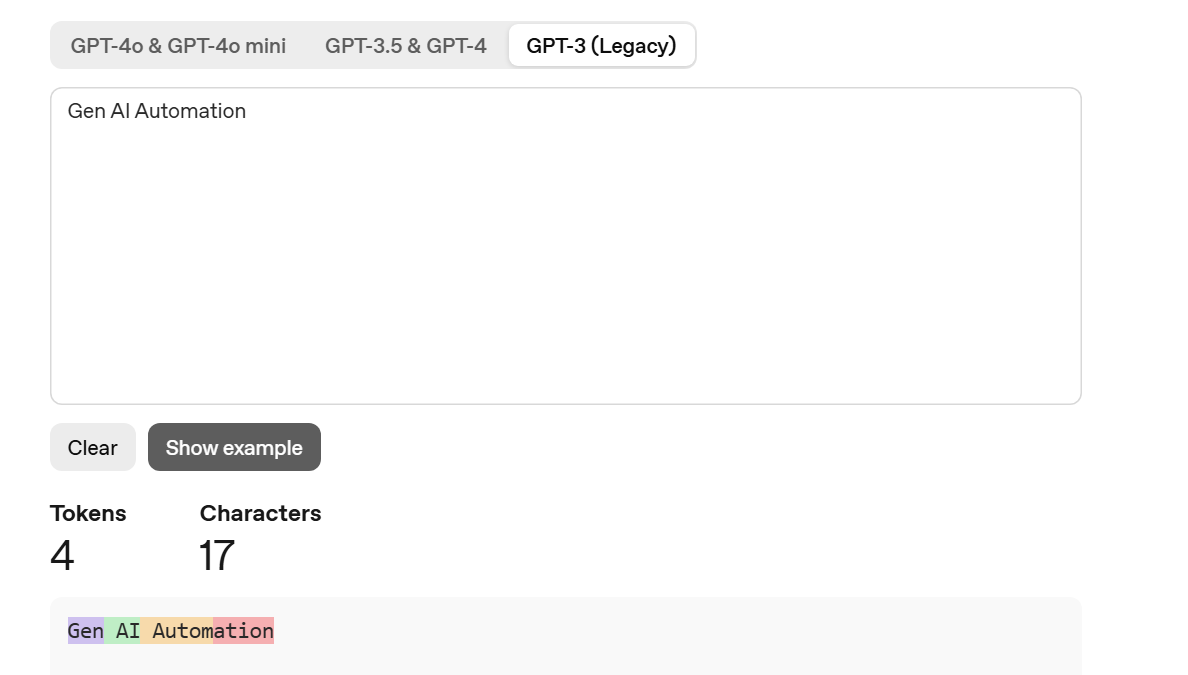 GPT-4o & GPT-4o mini GPT-3.5 & GPT-4 GPT-3 (Legacy)
Gen AI Automation
Clear Show example
Tokens Characters
4 17
Gen AI Automation